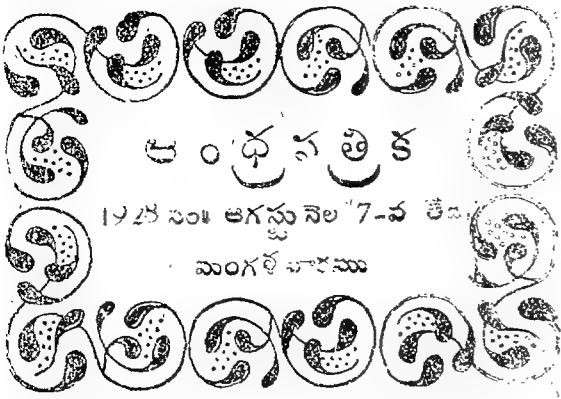 ఆంధ్రపత్రిక
1928 సం॥ ఆగస్టు నెల 7-వ తేది
మంగళవారము